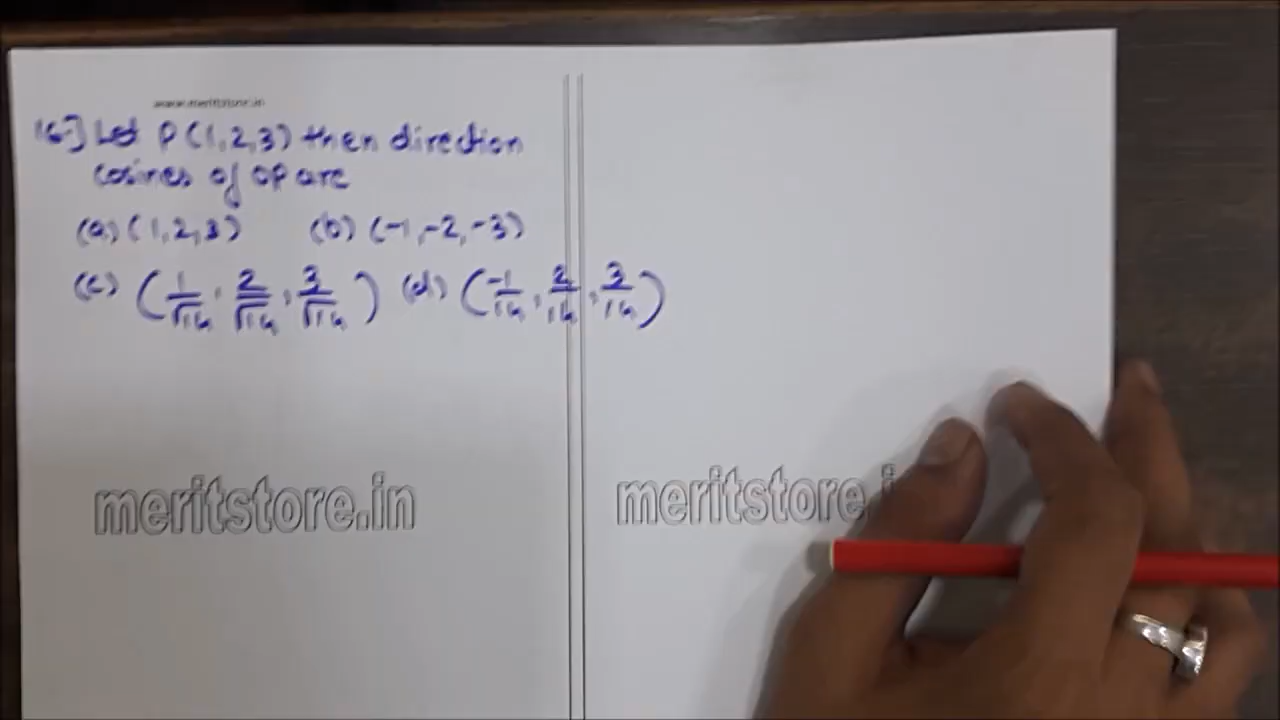 www.meritstore.in
16] Let P(1,2,3) then direction
cosines of OP are
(a) (1,2,3) (b) (-1,-2,-3)
(c) (1/√14, 2/√14, 3/√14) (d) (-1/14, 2/14, 3/14)
meritstore.in meritstore.i